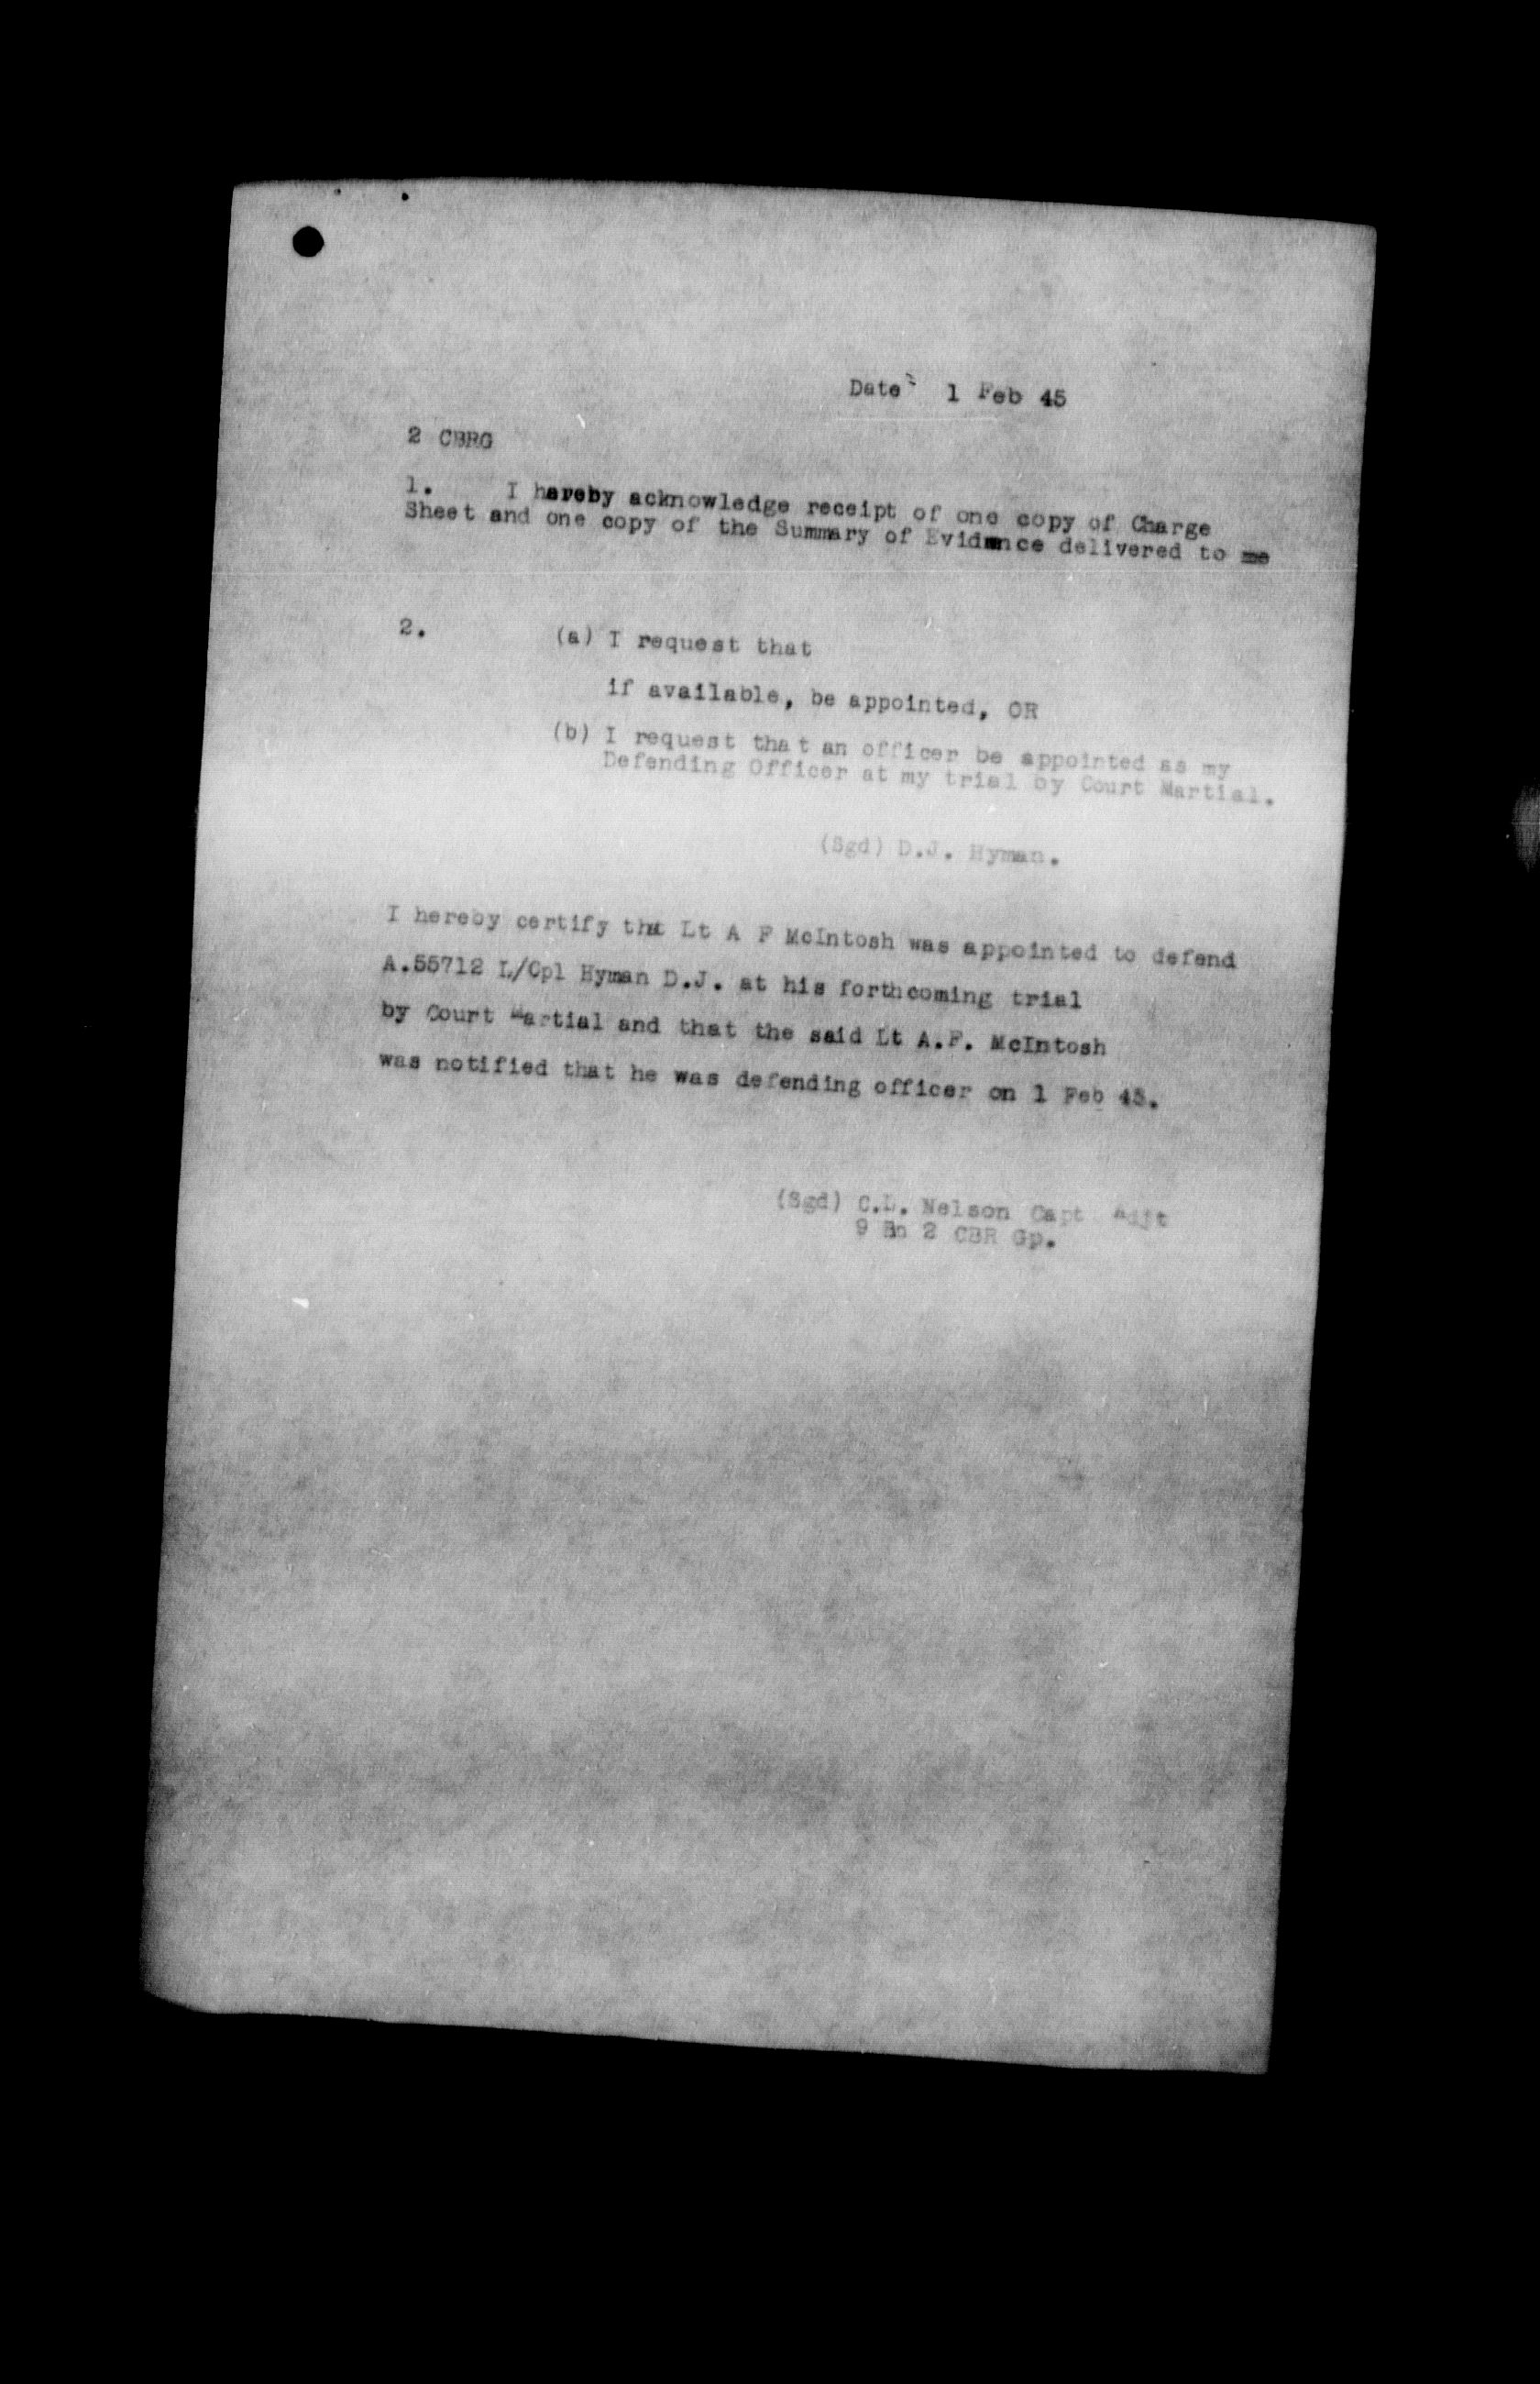 Date 1 Feb 45
2 CBRG
1. I hereby acknowledge receipt of one copy of Charge
Sheet and one copy of the Summary of Evidence delivered to me
2. (a) I request that
if available, be appointed, OR
(b) I request that an officer be appointed as my
Defending Officer at my trial by Court Martial.
(Sgd) D.J. Hyman.
I hereby certify that Lt A F McIntosh was appointed to defend
A.55712 L/Cpl Hyman D.J. at his forthcoming trial
by Court Martial and that the said Lt A.F. McIntosh
was notified that he was defending officer on 1 Feb 45.
(Sgd) C.L. Nelson Capt Adjt
9 Bn 2 CBR Gp.